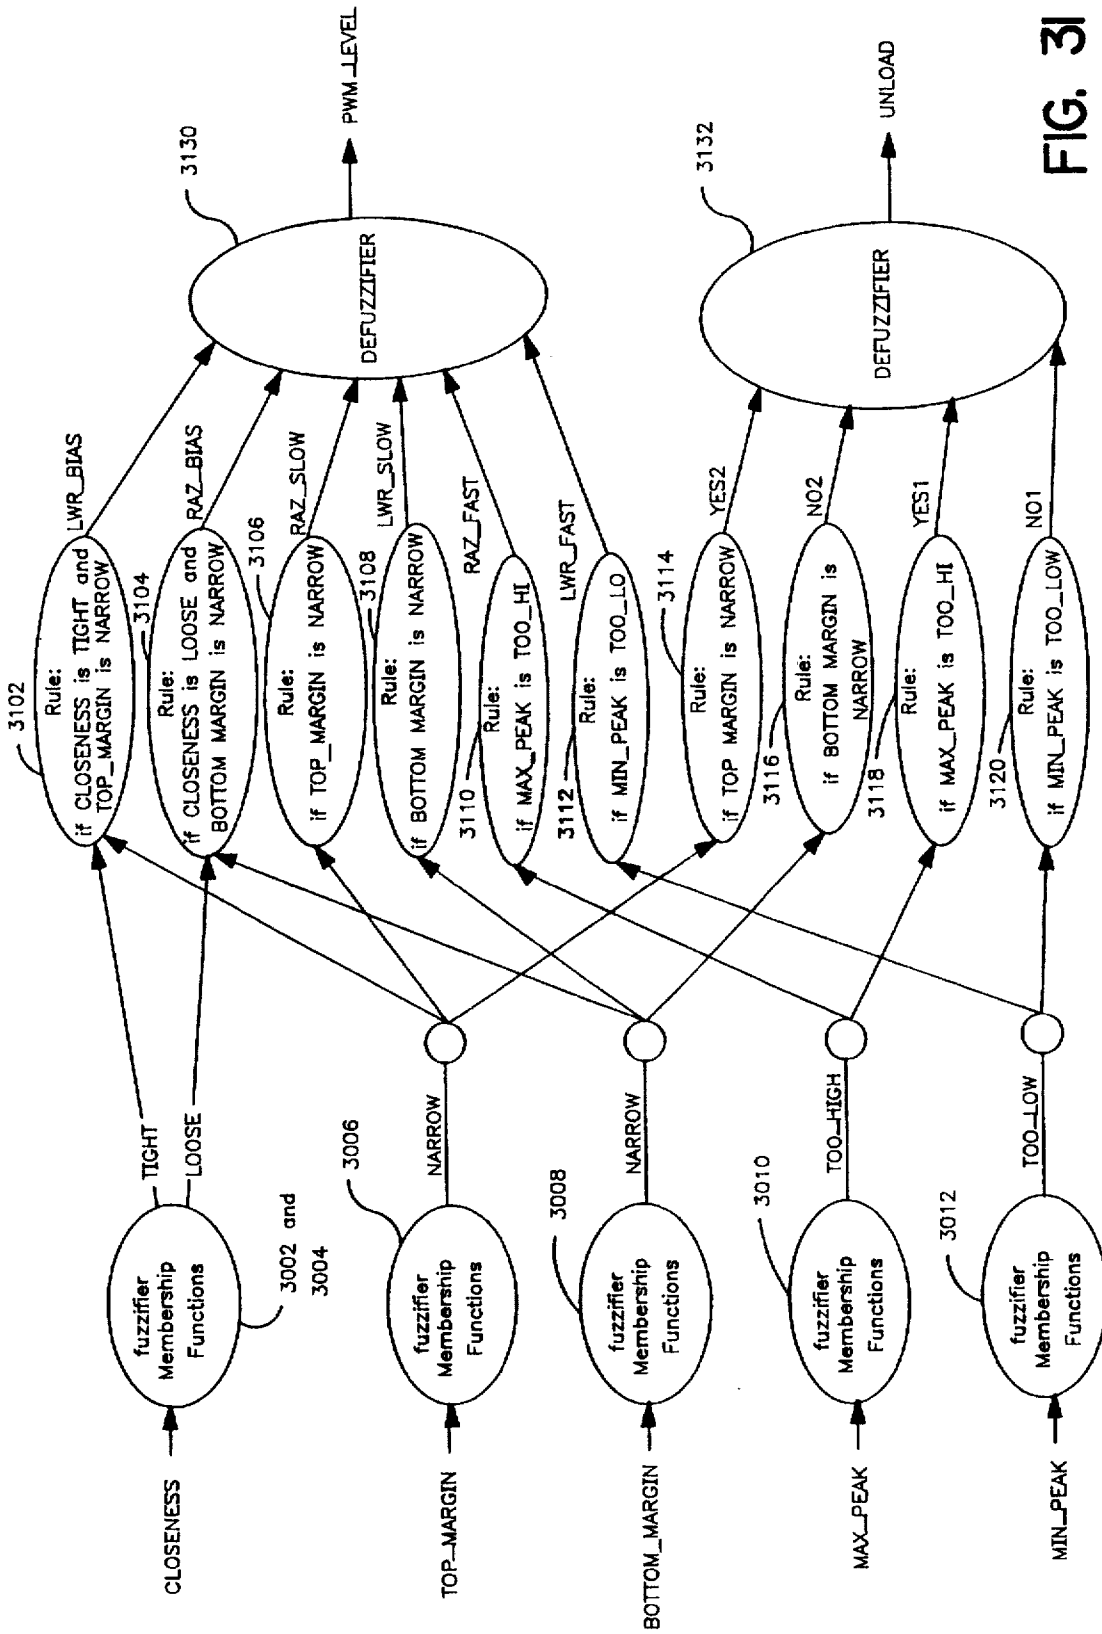 CLOSENESS
fuzzifier
Membership
Functions
3002 and
3004
TIGHT
LOOSE
TOP_MARGIN
fuzzifier
Membership
Functions
3006
NARROW
BOTTOM_MARGIN
fuzzifier
Membership
Functions
3008
NARROW
MAX_PEAK
fuzzifier
Membership
Functions
3010
TOO_HIGH
MIN_PEAK
fuzzifier
Membership
Functions
3012
TOO_LOW
3102
Rule:
if CLOSENESS is TIGHT and
TOP_MARGIN is NARROW
LWR_BIAS
3104
Rule:
if CLOSENESS is LOOSE and
BOTTOM MARGIN is NARROW
RAZ_BIAS
3106
Rule:
if TOP_MARGIN is NARROW
RAZ_SLOW
3108
Rule:
if BOTTOM MARGIN is NARROW
LWR_SLOW
3110
Rule:
if MAX_PEAK is TOO_HI
RAZ_FAST
3112
Rule:
if MIN_PEAK is TOO_LO
LWR_FAST
3114
Rule:
if TOP MARGIN is NARROW
YES2
3116
Rule:
if BOTTOM MARGIN is
NARROW
NO2
3118
Rule:
if MAX_PEAK is TOO_HI
YES1
3120
Rule:
if MIN_PEAK is TOO_LOW
NO1
3130
DEFUZZIFIER
PWM_LEVEL
3132
DEFUZZIFIER
UNLOAD
FIG. 31